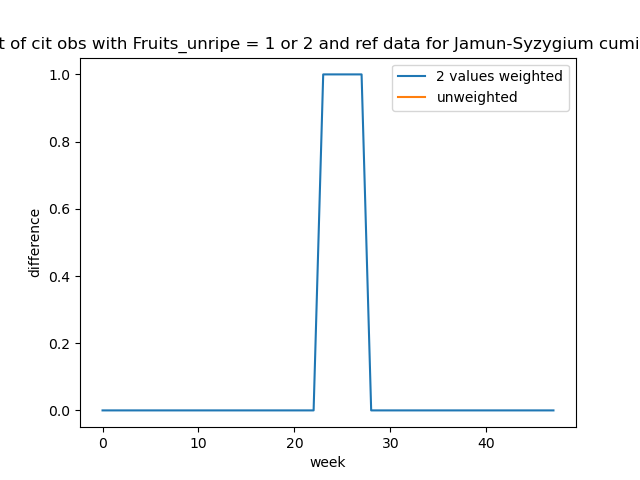 t of cit obs with Fruits_unripe = 1 or 2 and ref data for Jamun-Syzygium cumi
2 values weighted
unweighted
1.0
0.8
0.6
0.4
0.2
0.0
difference
0 10 20 30 40
week